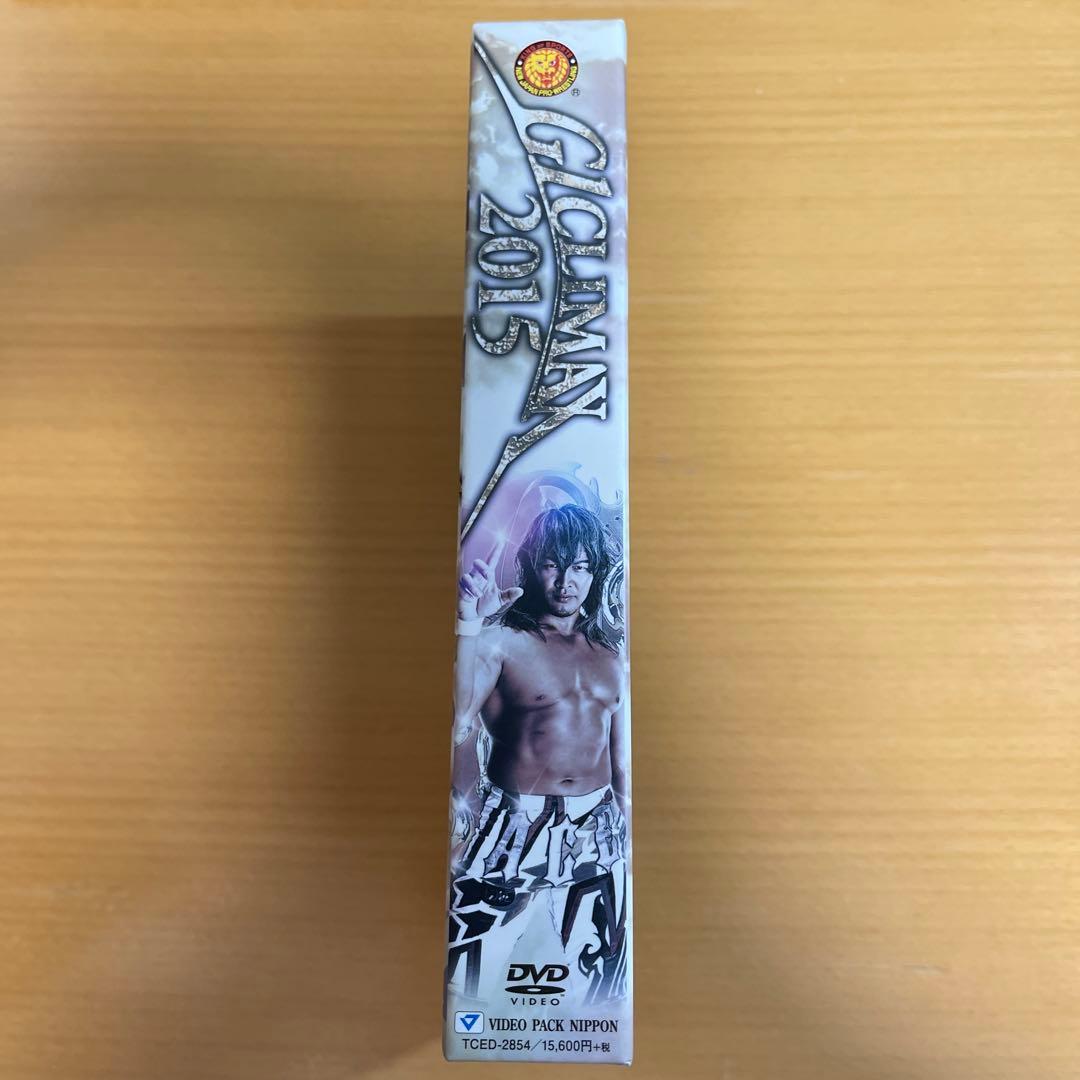 KING OF SPORTS
NEW JAPAN PRO-WRESTLING
®
G1 CLIMAX
2015
ACE
DVD
VIDEO
VIDEO PACK NIPPON
TCED-2854/15,600円+税